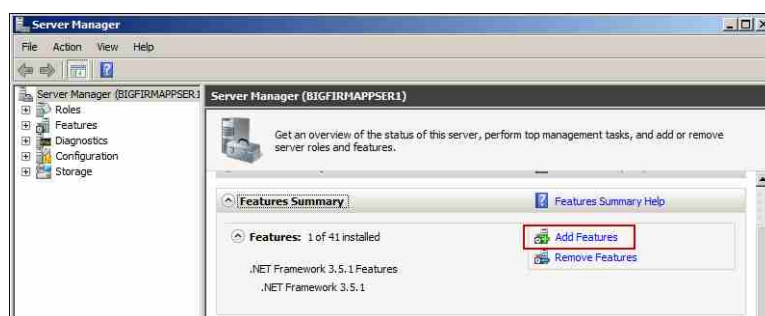 Server Manager
File Action View Help
Server Manager (BIGFIRMAPPSER1
Roles
Features
Diagnostics
Configuration
Storage
Server Manager (BIGFIRMAPPSER1)
Get an overview of the status of this server, perform top management tasks, and add or remove
server roles and features.
Features Summary
Features Summary Help
Features: 1 of 41 installed
Add Features
Remove Features
.NET Framework 3.5.1 Features
.NET Framework 3.5.1